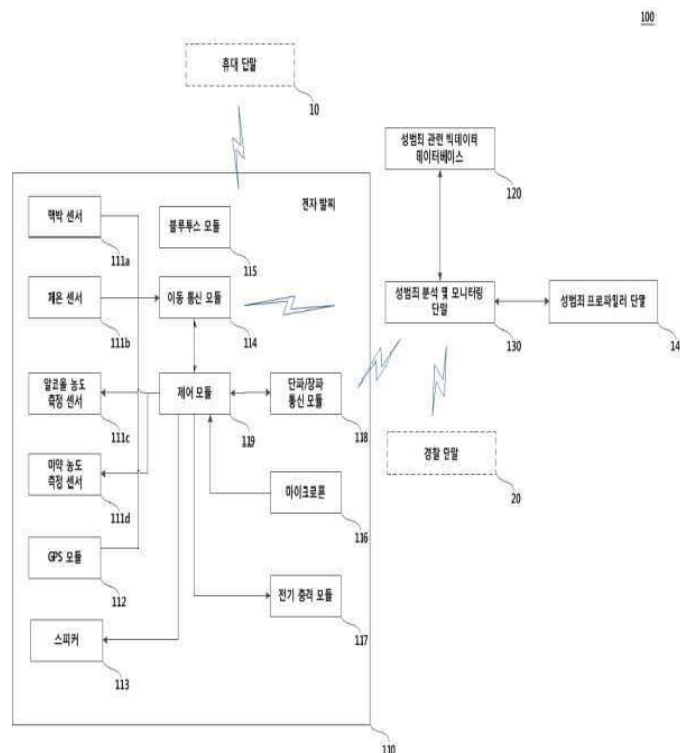 100
휴대 단말
10
성범죄 관련 빅데이터
데이터베이스
120
전자 발찌
맥박 센서
111a
블루투스 모듈
115
체온 센서
111b
이동 통신 모듈
114
성범죄 분석 및 모니터링
단말
130
성범죄 프로파일러 단말
14
알코올 농도
측정 센서
111c
제어 모듈
119
단파/장파
통신 모듈
118
마약 농도
측정 센서
111d
경찰 단말
20
마이크로폰
116
GPS 모듈
112
전기 충격 모듈
117
스피커
113
110